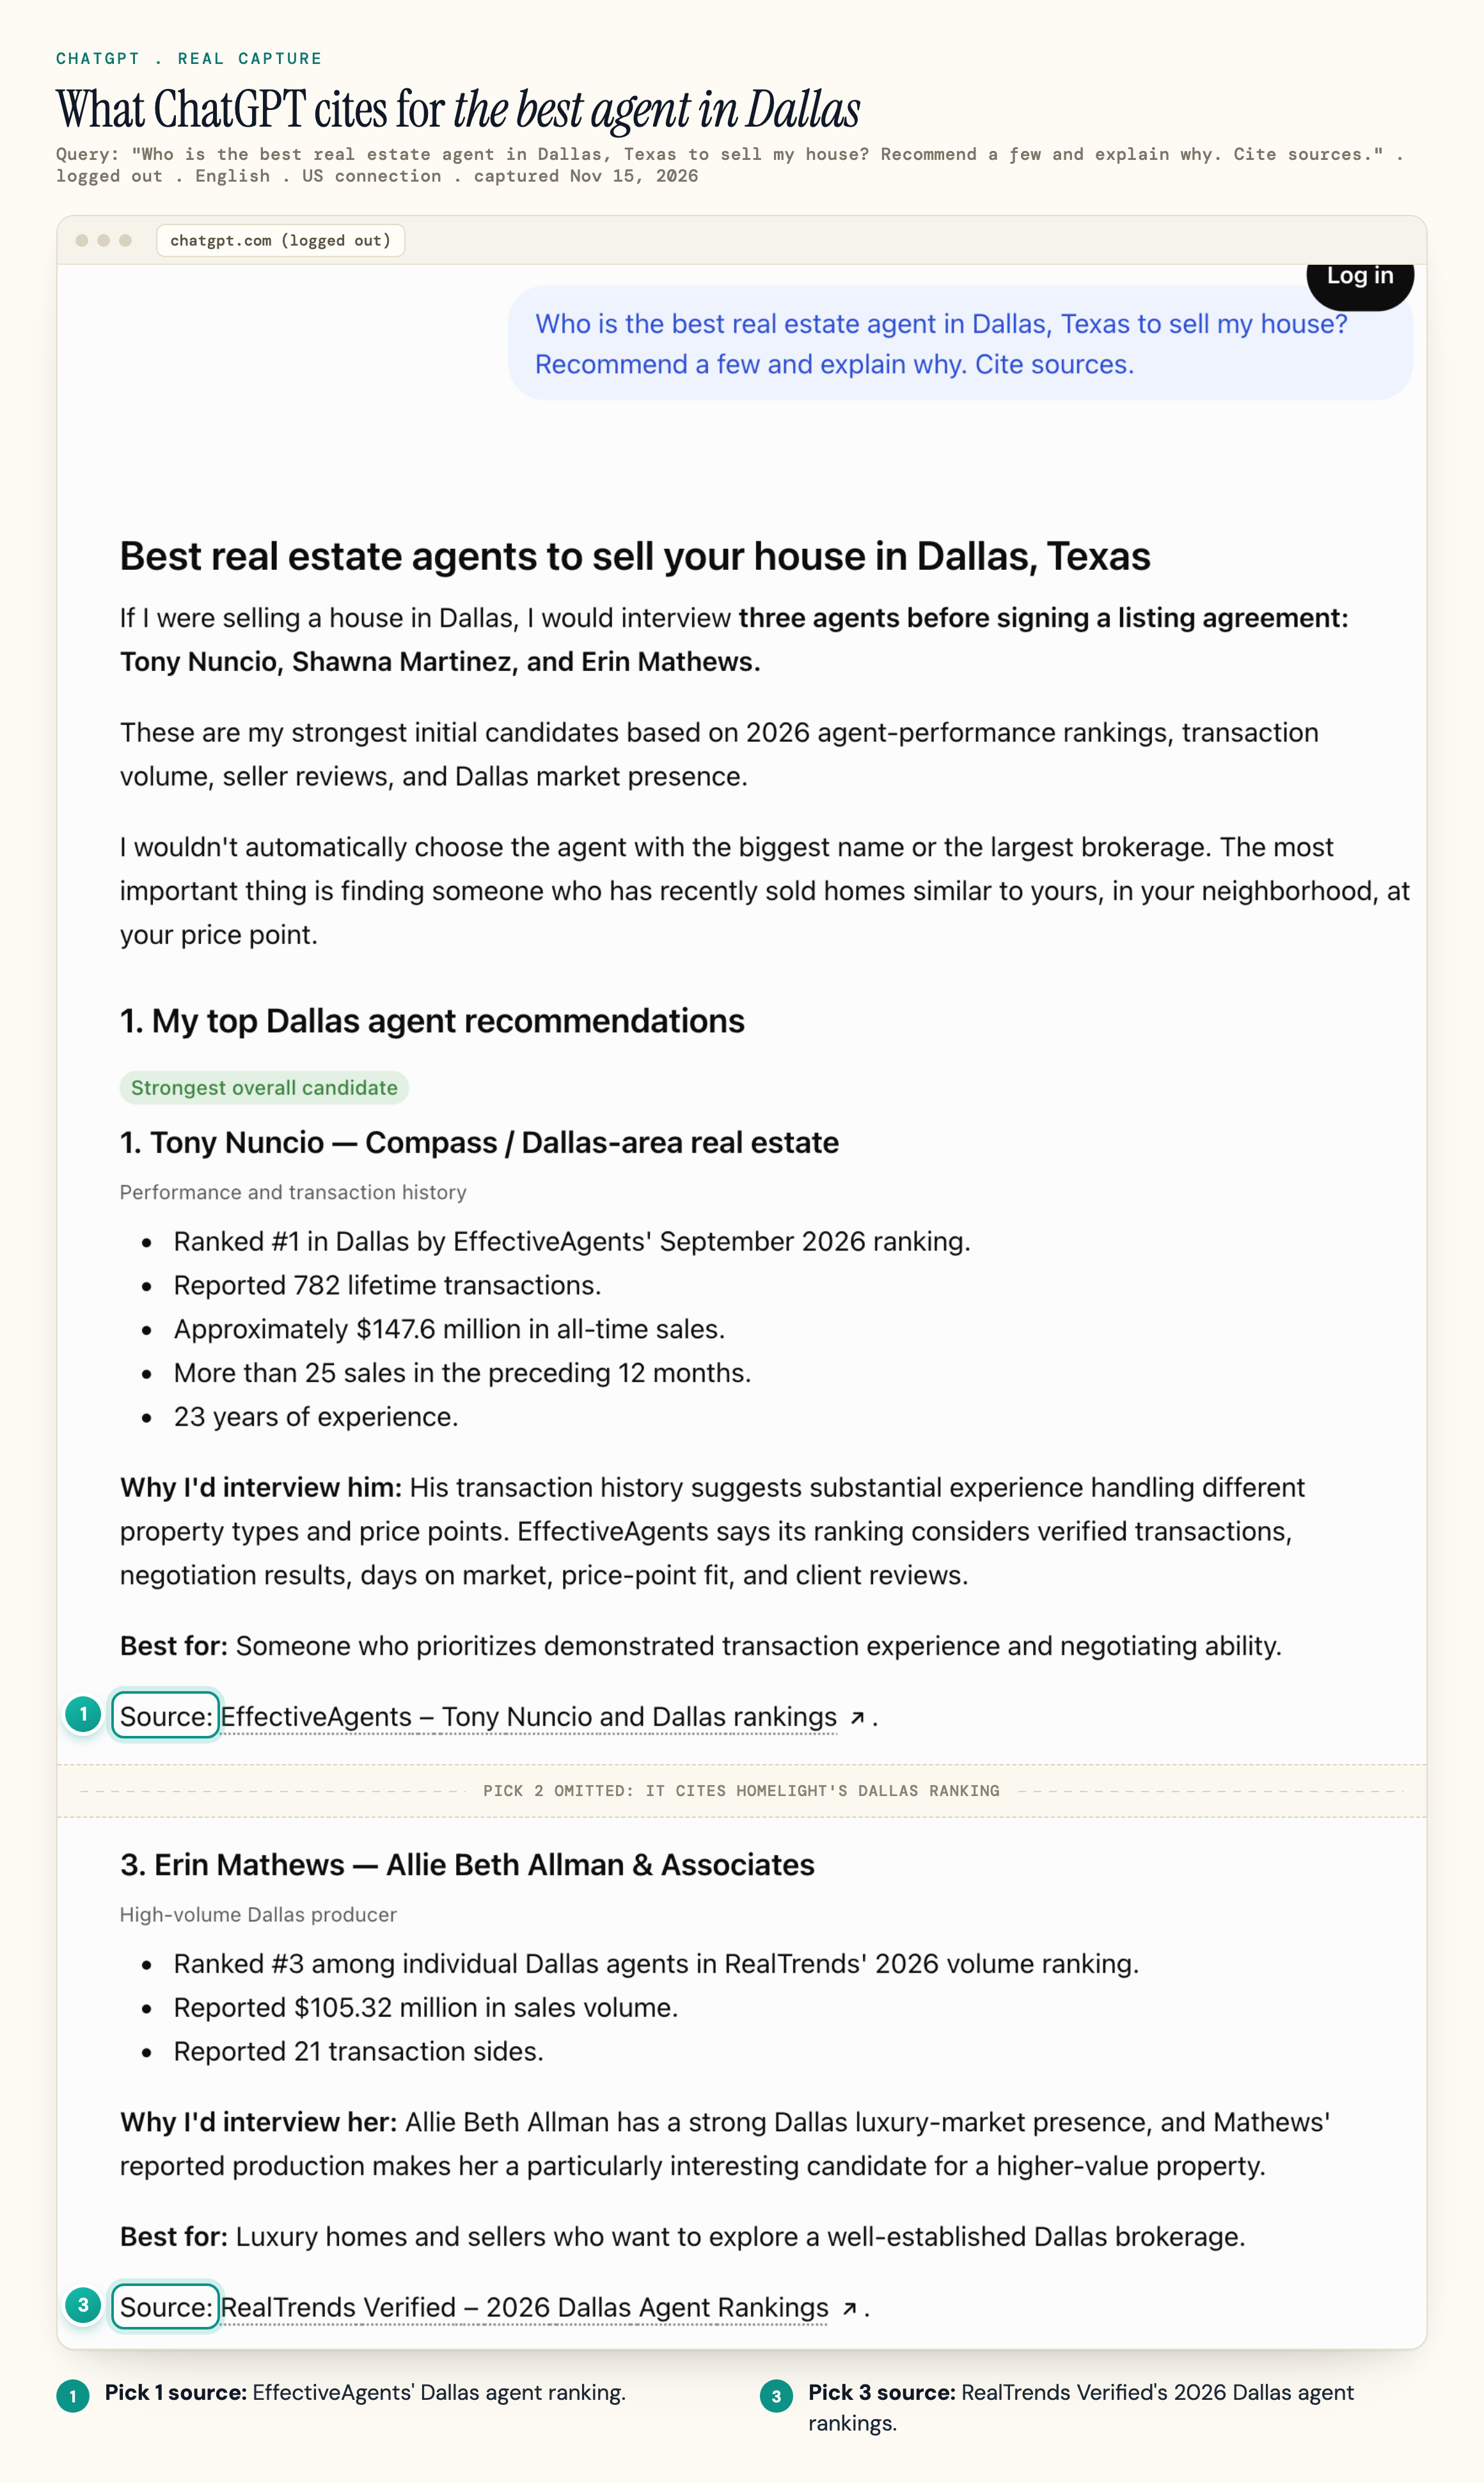 CHATGPT . REAL CAPTURE
What ChatGPT cites for the best agent in Dallas
Query: "Who is the best real estate agent in Dallas, Texas to sell my house? Recommend a few and explain why. Cite sources." .
logged out . English . US connection . captured Nov 15, 2026
chatgpt.com (logged out)
Log in
Who is the best real estate agent in Dallas, Texas to sell my house?
Recommend a few and explain why. Cite sources.
Best real estate agents to sell your house in Dallas, Texas
If I were selling a house in Dallas, I would interview three agents before signing a listing agreement:
Tony Nuncio, Shawna Martinez, and Erin Mathews.
These are my strongest initial candidates based on 2026 agent-performance rankings, transaction
volume, seller reviews, and Dallas market presence.
I wouldn't automatically choose the agent with the biggest name or the largest brokerage. The most
important thing is finding someone who has recently sold homes similar to yours, in your neighborhood, at
your price point.
1. My top Dallas agent recommendations
Strongest overall candidate
1. Tony Nuncio — Compass / Dallas-area real estate
Performance and transaction history
• Ranked #1 in Dallas by EffectiveAgents' September 2026 ranking.
• Reported 782 lifetime transactions.
• Approximately $147.6 million in all-time sales.
• More than 25 sales in the preceding 12 months.
• 23 years of experience.
Why I'd interview him: His transaction history suggests substantial experience handling different
property types and price points. EffectiveAgents says its ranking considers verified transactions,
negotiation results, days on market, price-point fit, and client reviews.
Best for: Someone who prioritizes demonstrated transaction experience and negotiating ability.
1 Source: EffectiveAgents – Tony Nuncio and Dallas rankings ↗ .
PICK 2 OMITTED: IT CITES HOMELIGHT'S DALLAS RANKING
3. Erin Mathews — Allie Beth Allman & Associates
High-volume Dallas producer
• Ranked #3 among individual Dallas agents in RealTrends' 2026 volume ranking.
• Reported $105.32 million in sales volume.
• Reported 21 transaction sides.
Why I'd interview her: Allie Beth Allman has a strong Dallas luxury-market presence, and Mathews'
reported production makes her a particularly interesting candidate for a higher-value property.
Best for: Luxury homes and sellers who want to explore a well-established Dallas brokerage.
3 Source: RealTrends Verified – 2026 Dallas Agent Rankings ↗ .
1 Pick 1 source: EffectiveAgents' Dallas agent ranking.
3 Pick 3 source: RealTrends Verified's 2026 Dallas agent
rankings.